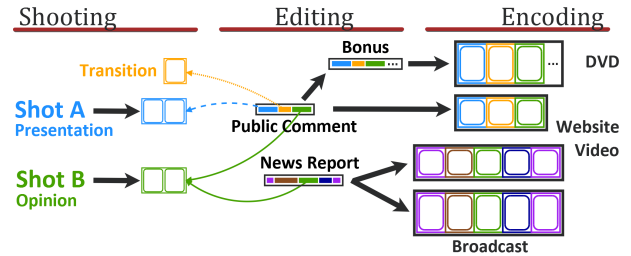 Shooting
Editing
Encoding
Bonus
...
...
DVD
Transition
Shot A
Presentation
Public Comment
Website
Video
News Report
Shot B
Opinion
Broadcast